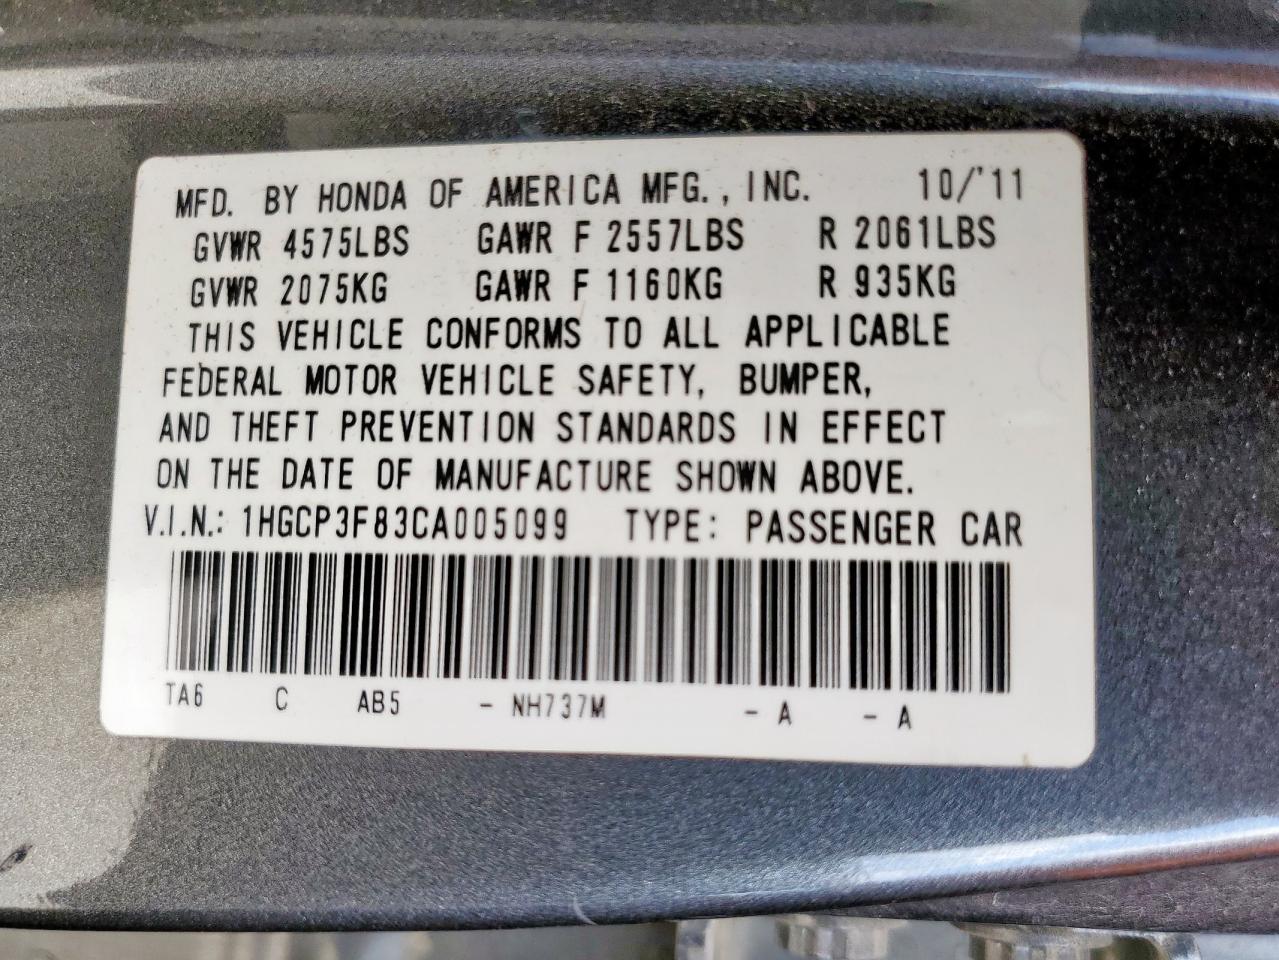 MFD. BY HONDA OF AMERICA MFG., INC. 10/'11
GVWR 4575LBS GAWR F 2557LBS R 2061LBS
GVWR 2075KG GAWR F 1160KG R 935KG
THIS VEHICLE CONFORMS TO ALL APPLICABLE
FEDERAL MOTOR VEHICLE SAFETY, BUMPER,
AND THEFT PREVENTION STANDARDS IN EFFECT
ON THE DATE OF MANUFACTURE SHOWN ABOVE.
V.I.N.: 1HGCP3F83CA005099 TYPE: PASSENGER CAR
TA6 C AB5 - NH737M - A - A